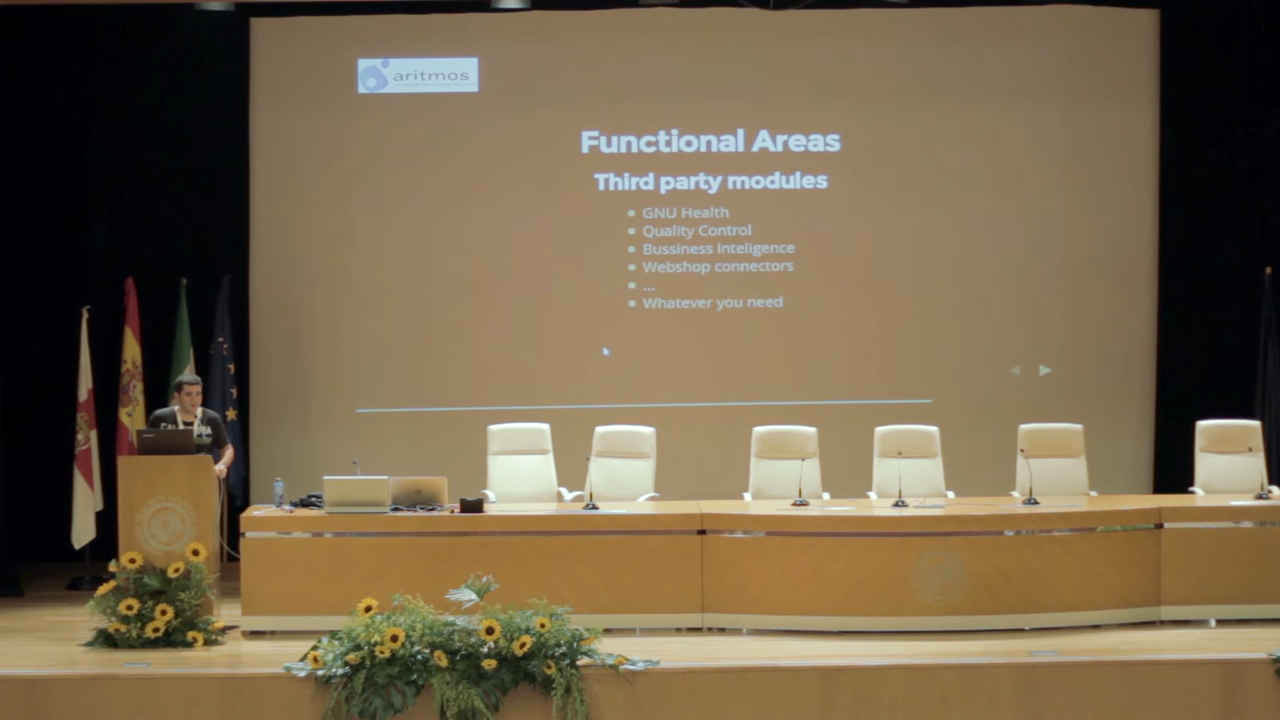 aritmos
Functional Areas
Third party modules
• GNU Health
• Quality Control
• Bussiness Inteligence
• Webshop connectors
• ...
• Whatever you need